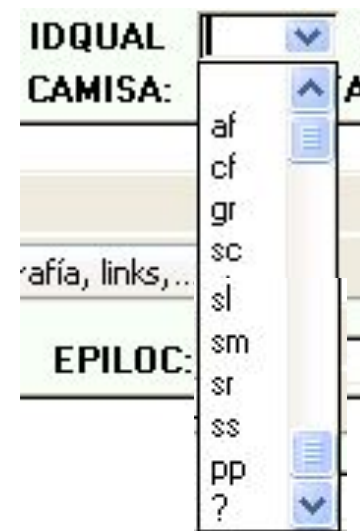 IDQUAL
CAMISA:
af
cf
gr
sc
sl
sm
sr
ss
pp
?
rafía, links,...
EPILOC: